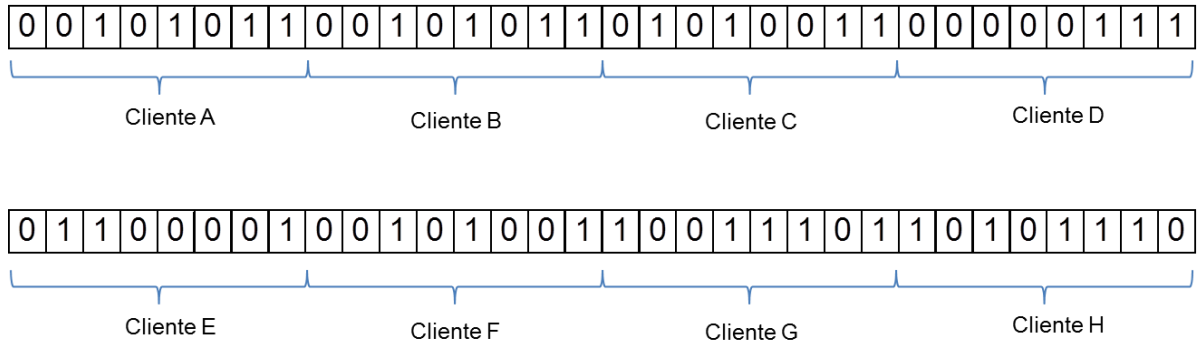 0 0 1 0 1 0 1 1 0 0 1 0 1 0 1 1 0 1 0 1 0 0 1 1 0 0 0 0 0 1 1 1
Cliente A Cliente B Cliente C Cliente D
0 1 1 0 0 0 0 1 0 0 1 0 1 0 0 1 1 0 0 1 1 1 0 1 1 0 1 0 1 1 1 0
Cliente E Cliente F Cliente G Cliente H